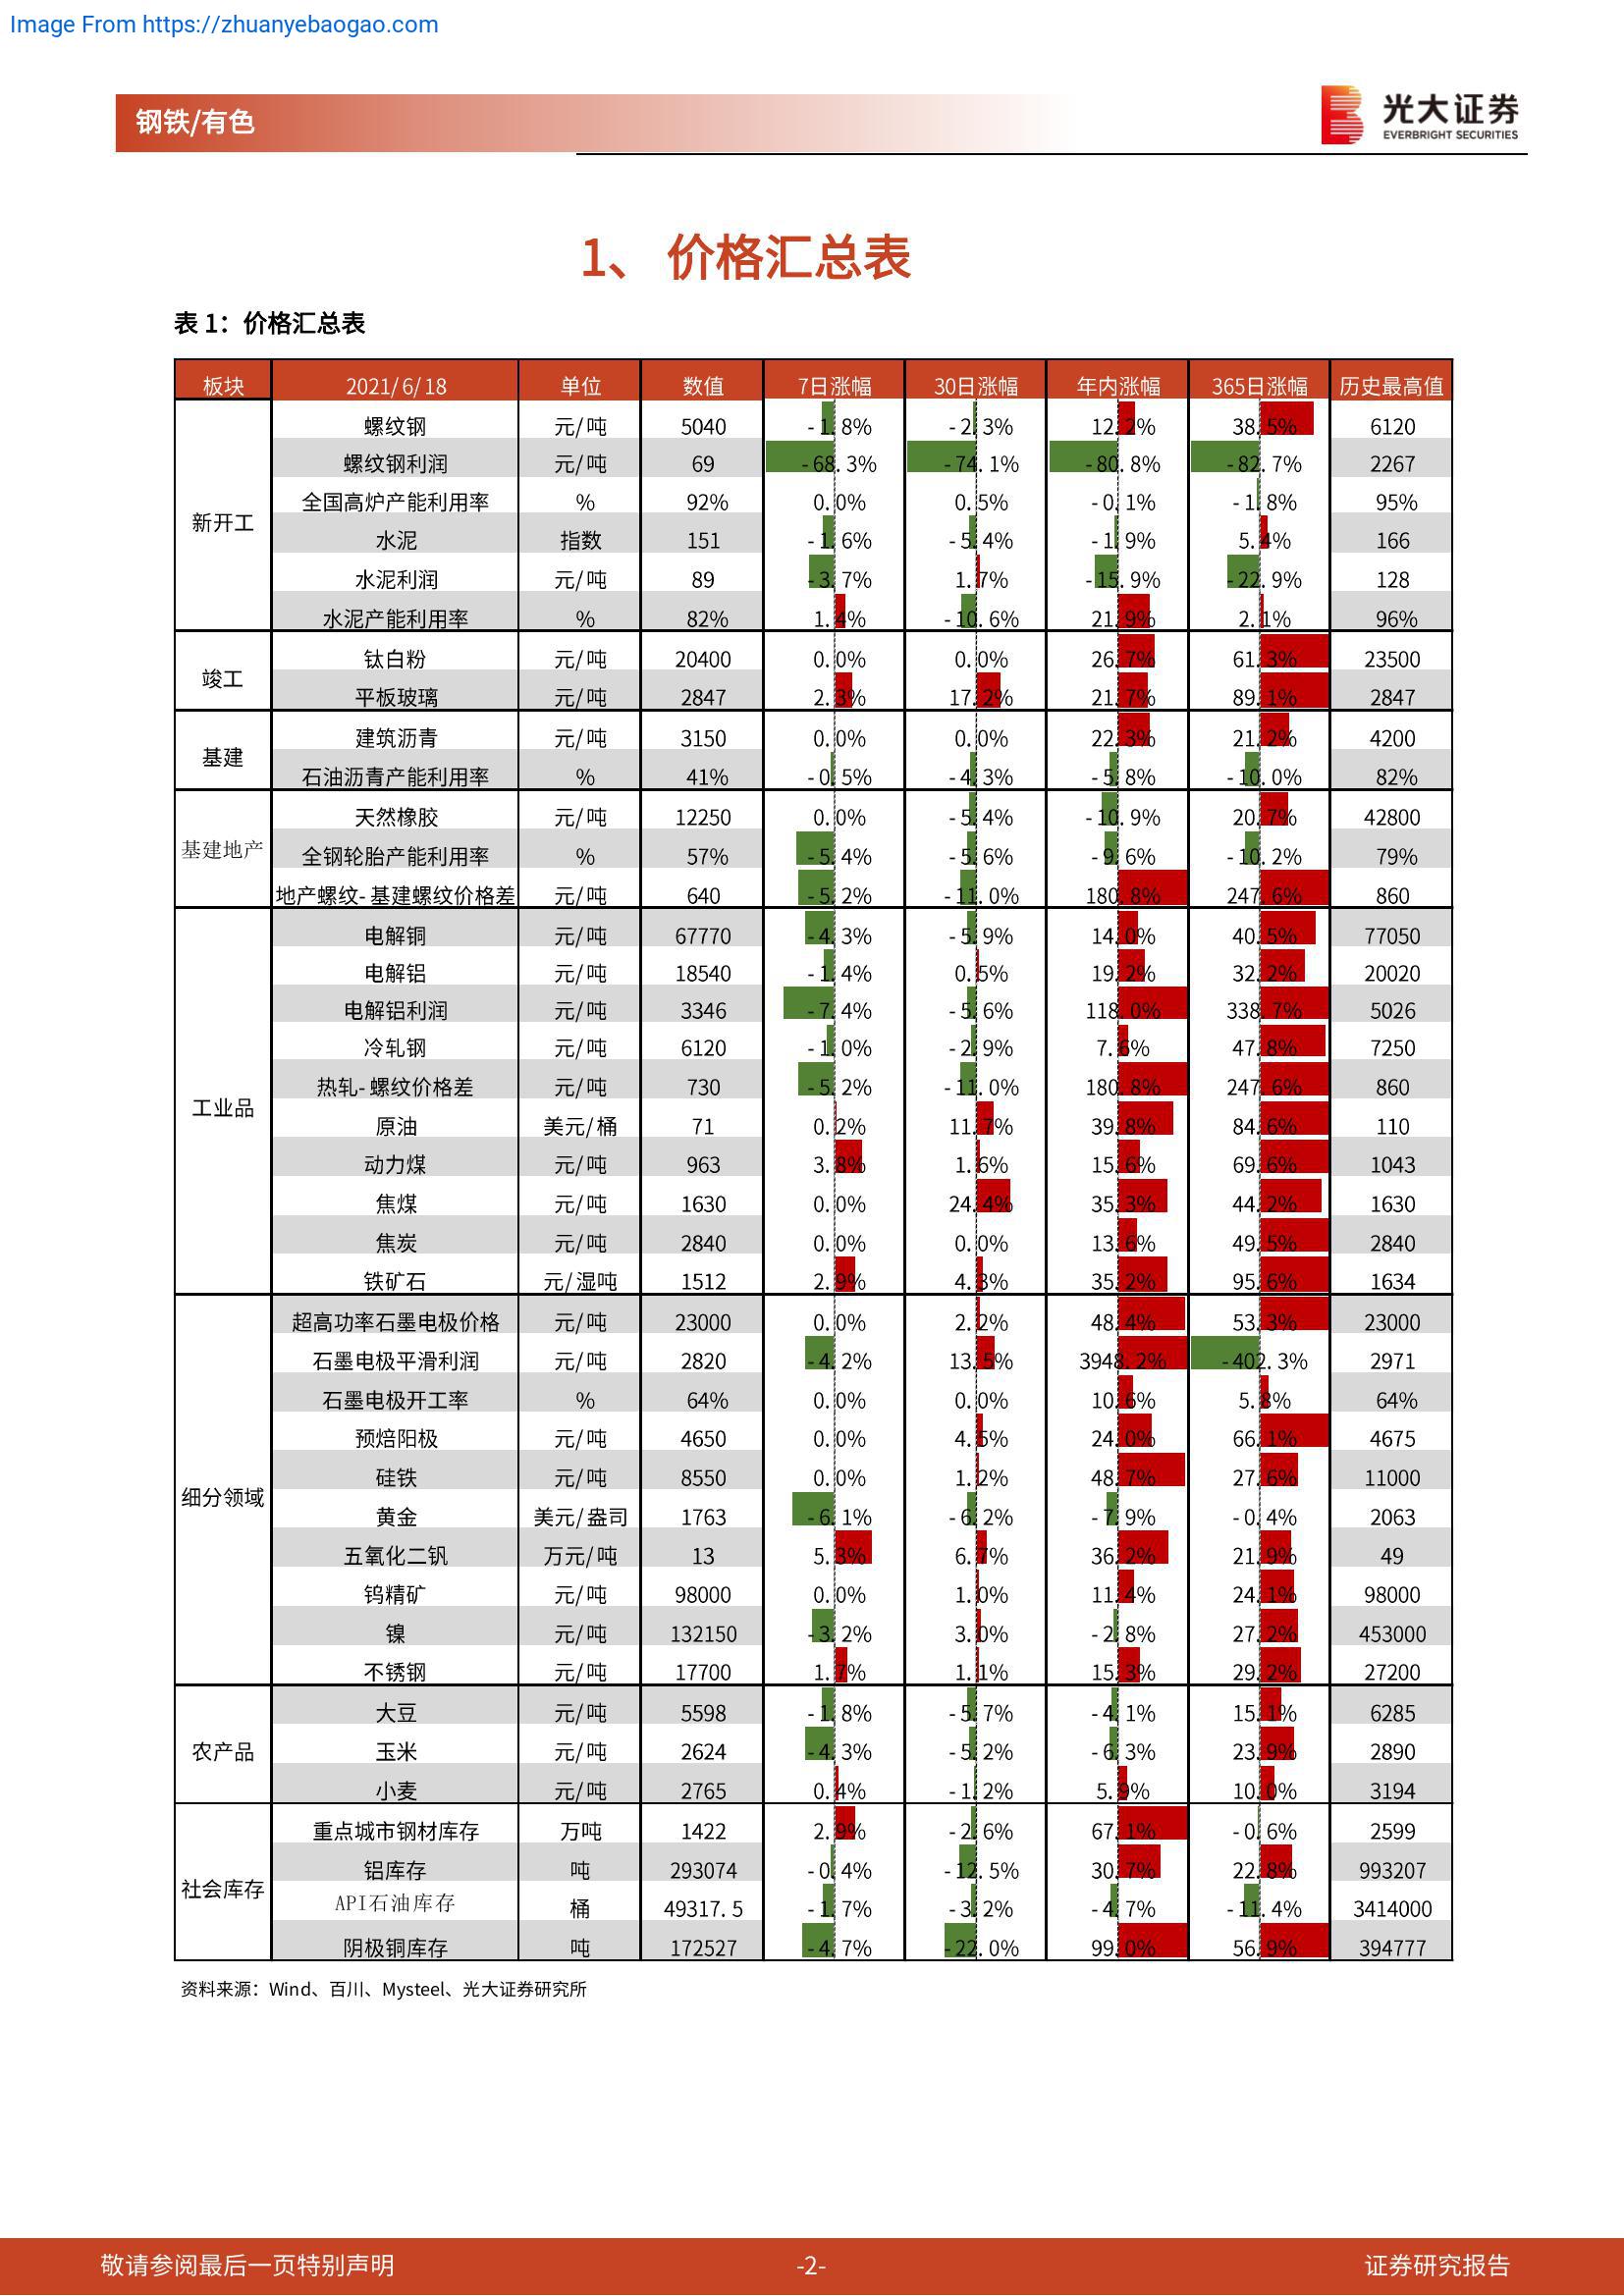 Image From https://zhuanyebaogao.com
钢铁/有色
光大证券
EVERBRIGHT SECURITIES
1、 价格汇总表
表 1：价格汇总表
板块 2021/6/18 单位 数值 7日涨幅 30日涨幅 年内涨幅 365日涨幅 历史最高值
新开工
螺纹钢 元/吨 5040 -1.8% -2.3% 12.2% 38.5% 6120
螺纹钢利润 元/吨 69 -68.3% -74.1% -80.8% -82.7% 2267
全国高炉产能利用率 % 92% 0.0% 0.5% -0.1% -1.8% 95%
水泥 指数 151 -1.6% -5.4% -1.9% 5.4% 166
水泥利润 元/吨 89 -3.7% 1.7% -15.9% -22.9% 128
水泥产能利用率 % 82% 1.4% -10.6% 21.9% 2.1% 96%
竣工
钛白粉 元/吨 20400 0.0% 0.0% 26.7% 61.3% 23500
平板玻璃 元/吨 2847 2.3% 17.2% 21.7% 89.1% 2847
基建
建筑沥青 元/吨 3150 0.0% 0.0% 22.3% 21.2% 4200
石油沥青产能利用率 % 41% -0.5% -4.3% -5.8% -10.0% 82%
基建地产
天然橡胶 元/吨 12250 0.0% -5.4% -10.9% 20.7% 42800
全钢轮胎产能利用率 % 57% -5.4% -5.6% -9.6% -10.2% 79%
地产螺纹-基建螺纹价格差 元/吨 640 -5.2% -11.0% 180.8% 247.6% 860
工业品
电解铜 元/吨 67770 -4.3% -5.9% 14.0% 40.5% 77050
电解铝 元/吨 18540 -1.4% 0.5% 19.2% 32.2% 20020
电解铝利润 元/吨 3346 -7.4% -5.6% 118.0% 338.7% 5026
冷轧钢 元/吨 6120 -1.0% -2.9% 7.6% 47.8% 7250
热轧-螺纹价格差 元/吨 730 -5.2% -11.0% 180.8% 247.6% 860
原油 美元/桶 71 0.2% 11.7% 39.8% 84.6% 110
动力煤 元/吨 963 3.8% 1.6% 15.6% 69.6% 1043
焦煤 元/吨 1630 0.0% 24.4% 35.3% 44.2% 1630
焦炭 元/吨 2840 0.0% 0.0% 13.6% 49.5% 2840
铁矿石 元/湿吨 1512 2.9% 4.3% 35.2% 95.6% 1634
细分领域
超高功率石墨电极价格 元/吨 23000 0.0% 2.2% 48.4% 53.3% 23000
石墨电极平滑利润 元/吨 2820 -4.2% 13.5% 3948.2% -402.3% 2971
石墨电极开工率 % 64% 0.0% 0.0% 10.6% 5.8% 64%
预焙阳极 元/吨 4650 0.0% 4.5% 24.0% 66.1% 4675
硅铁 元/吨 8550 0.0% 1.2% 48.7% 27.6% 11000
黄金 美元/盎司 1763 -6.1% -6.2% -7.9% -0.4% 2063
五氧化二钒 万元/吨 13 5.3% 6.7% 36.2% 21.9% 49
钨精矿 元/吨 98000 0.0% 1.0% 11.4% 24.1% 98000
镍 元/吨 132150 -3.2% 3.0% -2.8% 27.2% 453000
不锈钢 元/吨 17700 1.7% 1.1% 15.3% 29.2% 27200
农产品
大豆 元/吨 5598 -1.8% -5.7% -4.1% 15.1% 6285
玉米 元/吨 2624 -4.3% -5.2% -6.3% 23.9% 2890
小麦 元/吨 2765 0.4% -1.2% 5.9% 10.0% 3194
社会库存
重点城市钢材库存 万吨 1422 2.9% -2.6% 67.1% -0.6% 2599
铝库存 吨 293074 -0.4% -12.5% 30.7% 22.8% 993207
API石油库存 桶 49317.5 -1.7% -3.2% -4.7% -11.4% 3414000
阴极铜库存 吨 172527 -4.7% -22.0% 99.0% 56.9% 394777
资料来源：Wind、百川、Mysteel、光大证券研究所
敬请参阅最后一页特别声明 -2- 证券研究报告